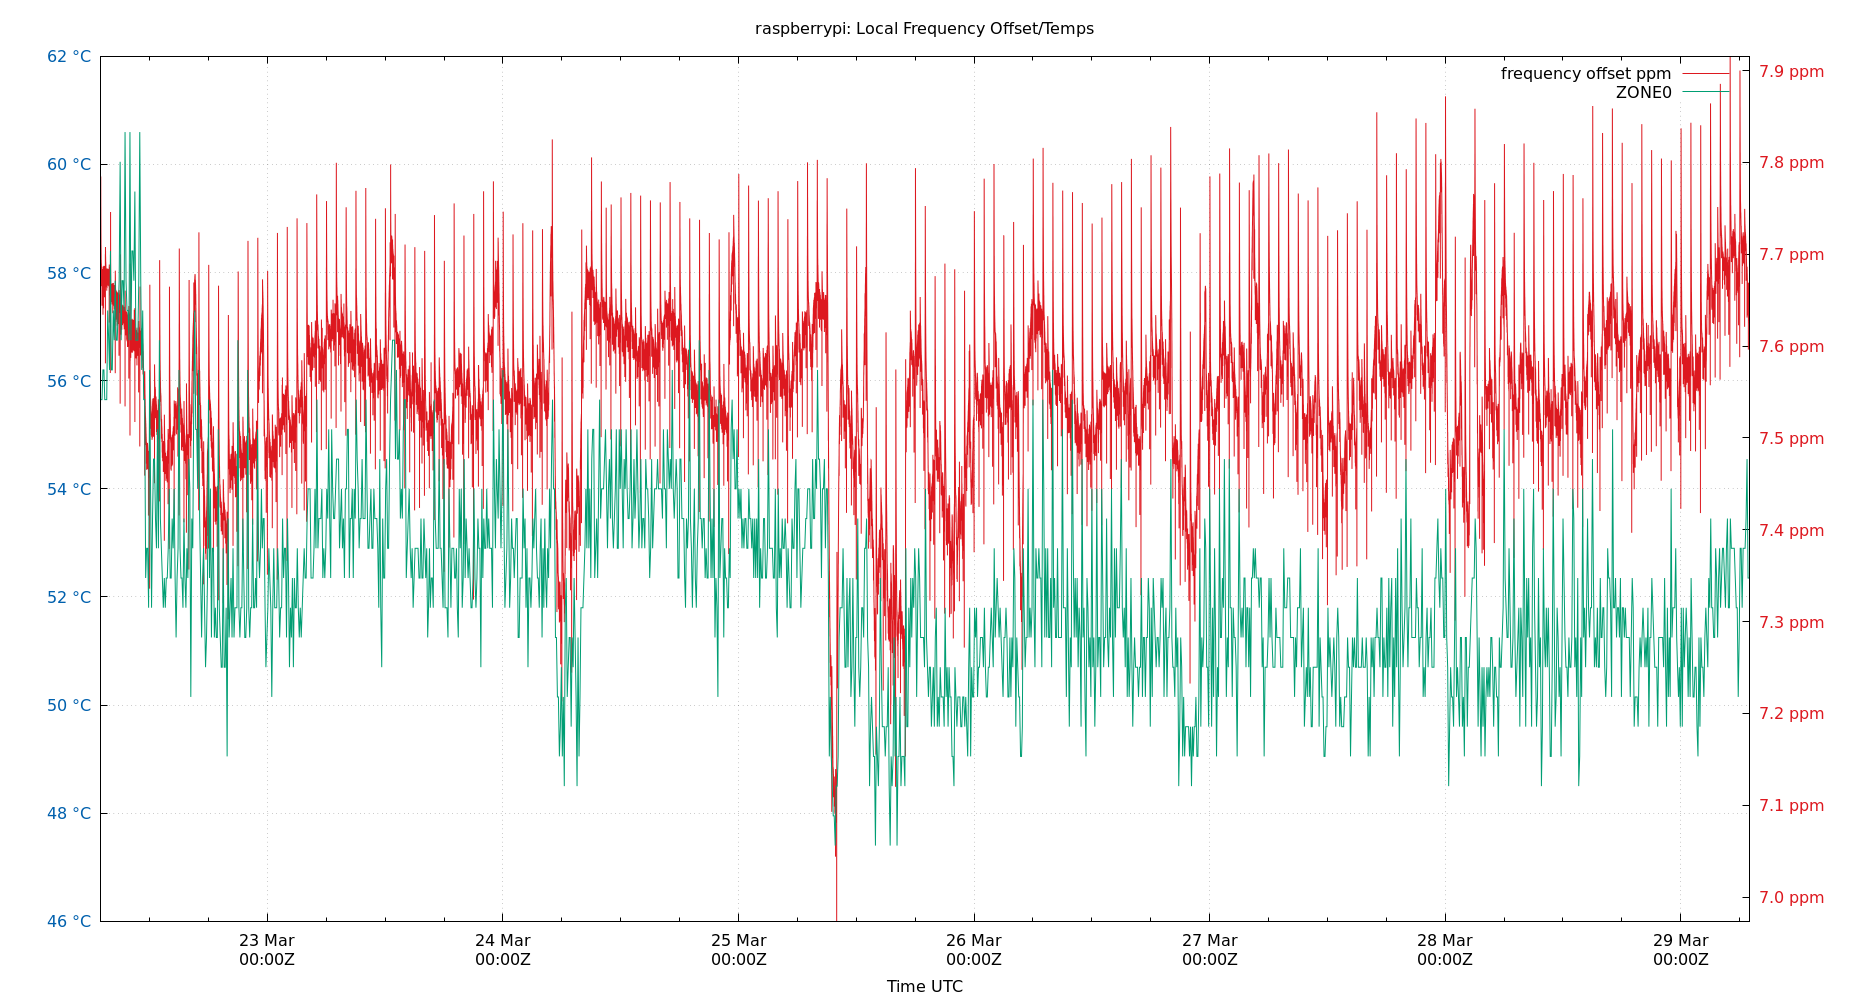 raspberrypi: Local Frequency Offset/Temps
62 °C
60 °C
58 °C
56 °C
54 °C
52 °C
50 °C
48 °C
46 °C
frequency offset ppm
ZONE0
7.9 ppm
7.8 ppm
7.7 ppm
7.6 ppm
7.5 ppm
7.4 ppm
7.3 ppm
7.2 ppm
7.1 ppm
7.0 ppm
23 Mar
00:00Z
24 Mar
00:00Z
25 Mar
00:00Z
26 Mar
00:00Z
27 Mar
00:00Z
28 Mar
00:00Z
29 Mar
00:00Z
Time UTC